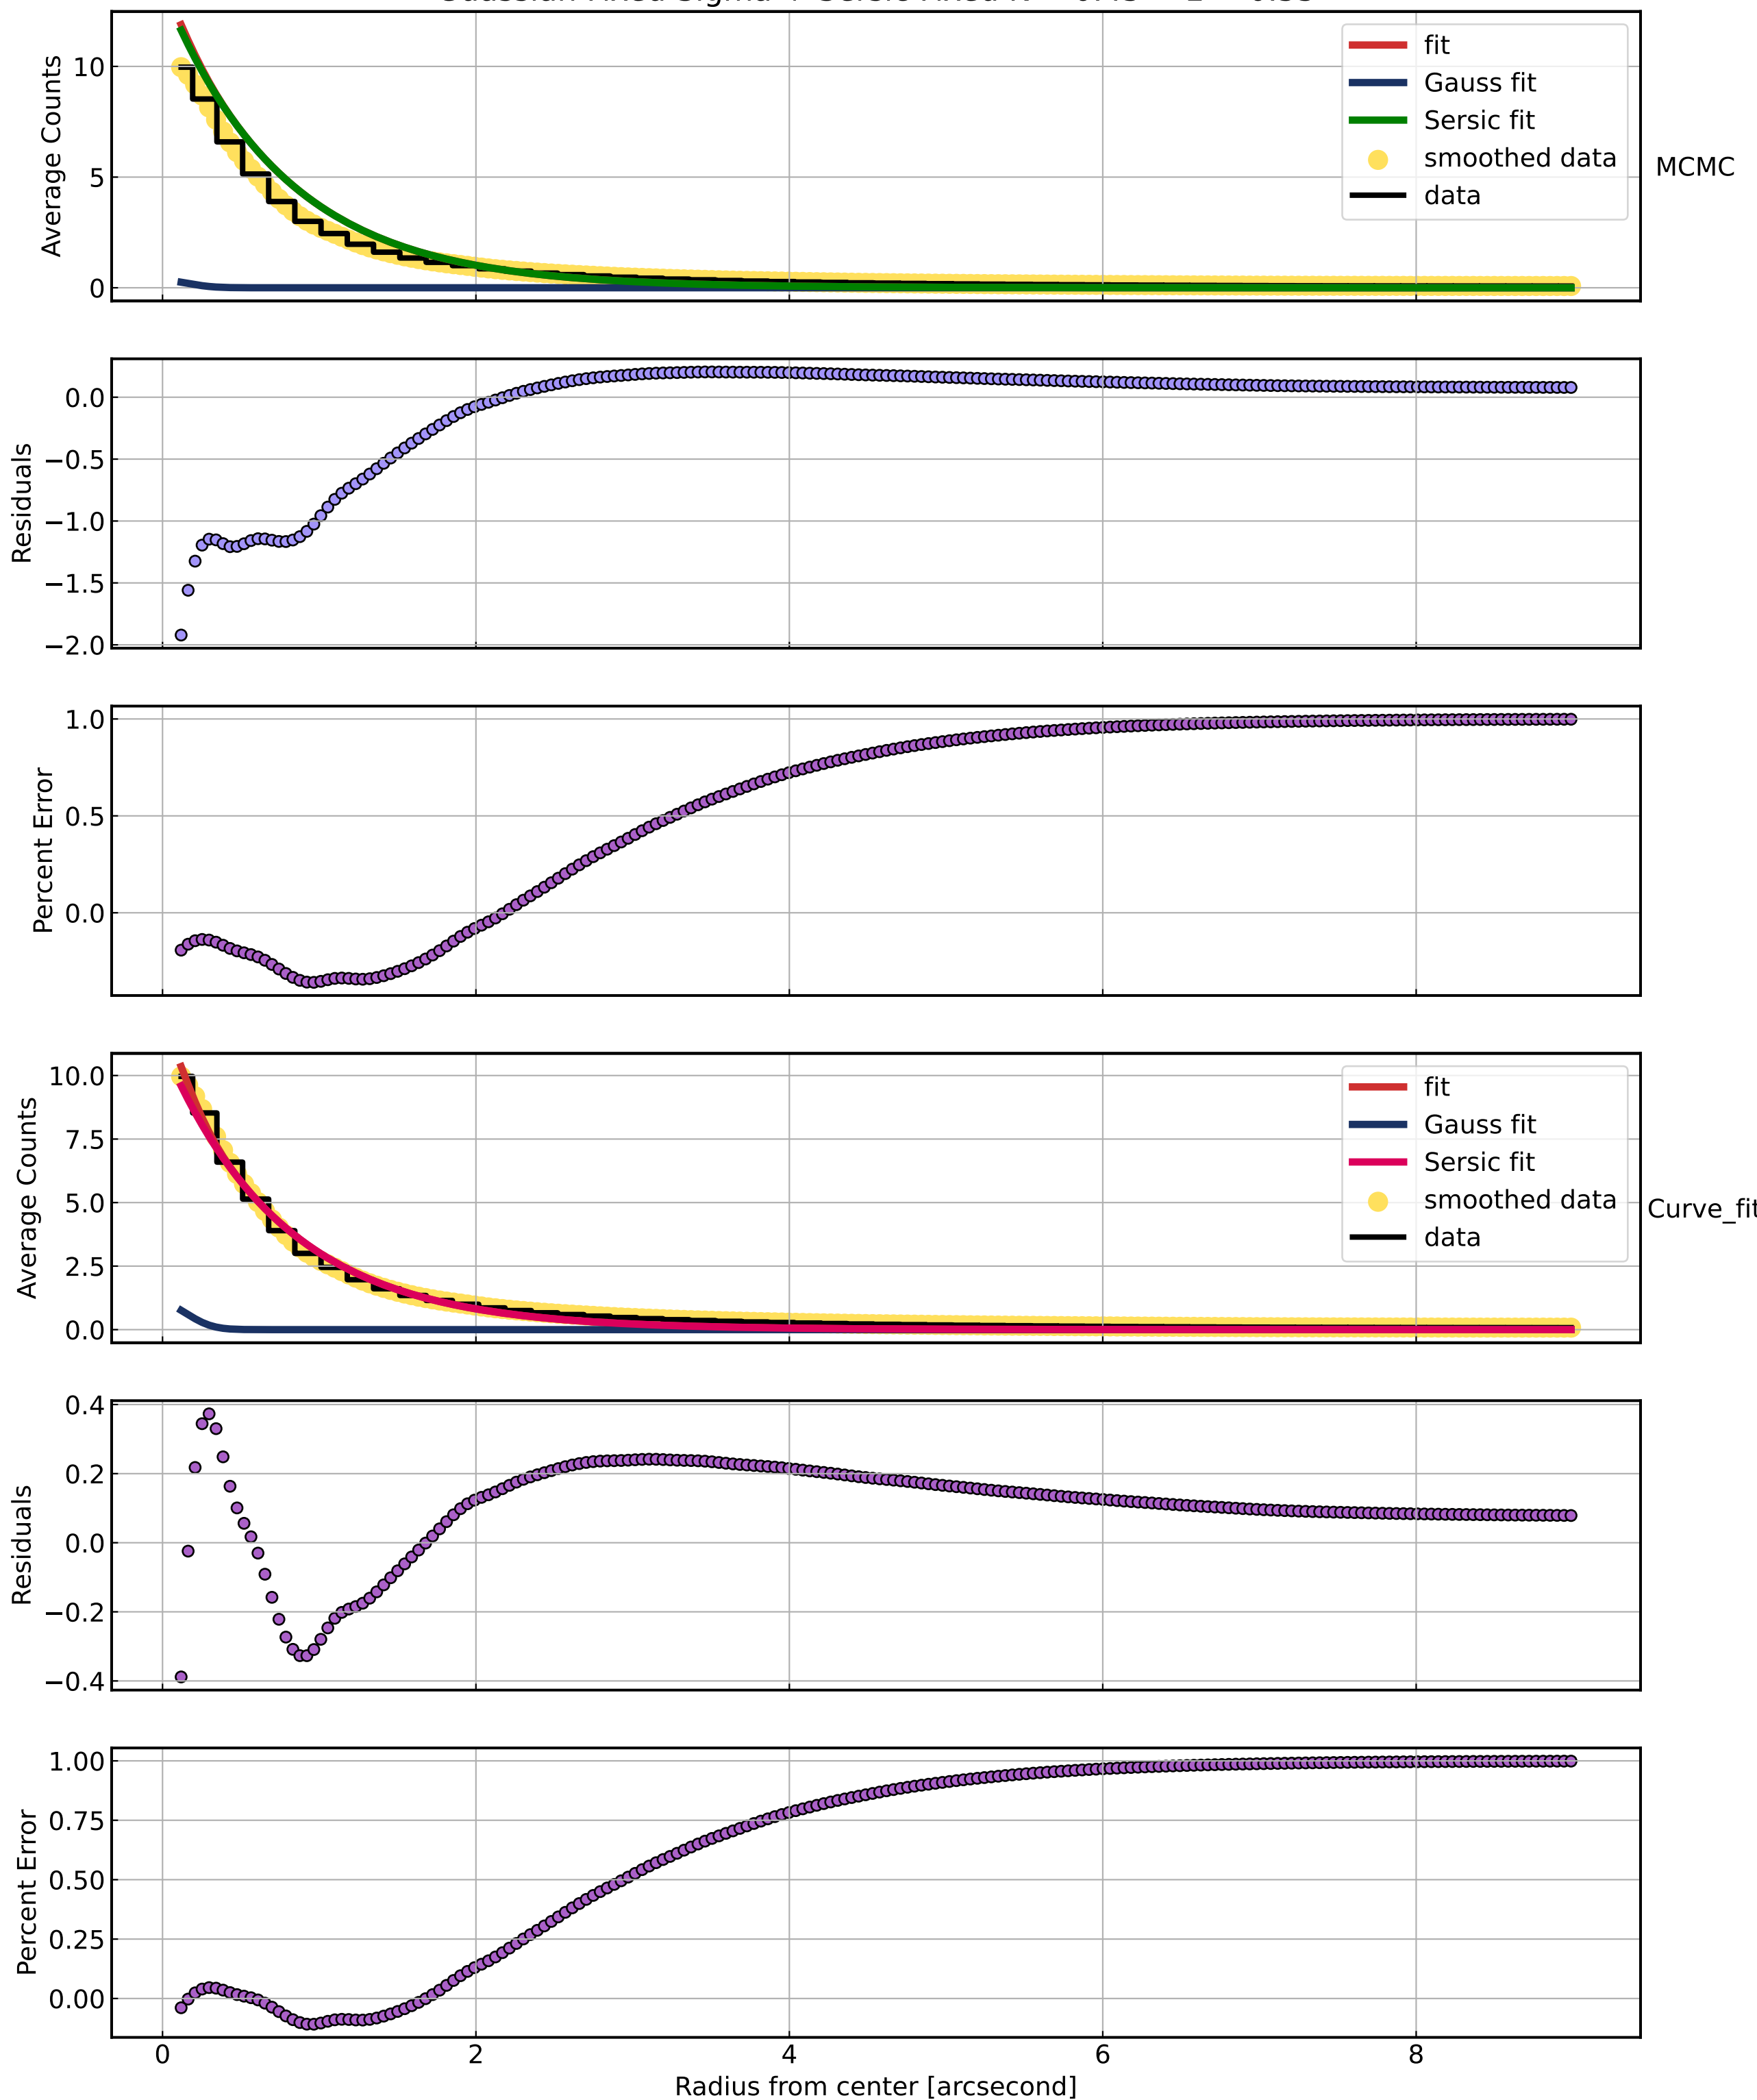 10
5
0
Average Counts
fit
Gauss fit
Sersic fit
smoothed data
data
MCMC
0.0
−0.5
−1.0
−1.5
−2.0
Residuals
1.0
0.5
0.0
Percent Error
10.0
7.5
5.0
2.5
0.0
Average Counts
fit
Gauss fit
Sersic fit
smoothed data
data
Curve_fit
0.4
0.2
0.0
−0.2
−0.4
Residuals
1.00
0.75
0.50
0.25
0.00
Percent Error
0 2 4 6 8
Radius from center [arcsecond]